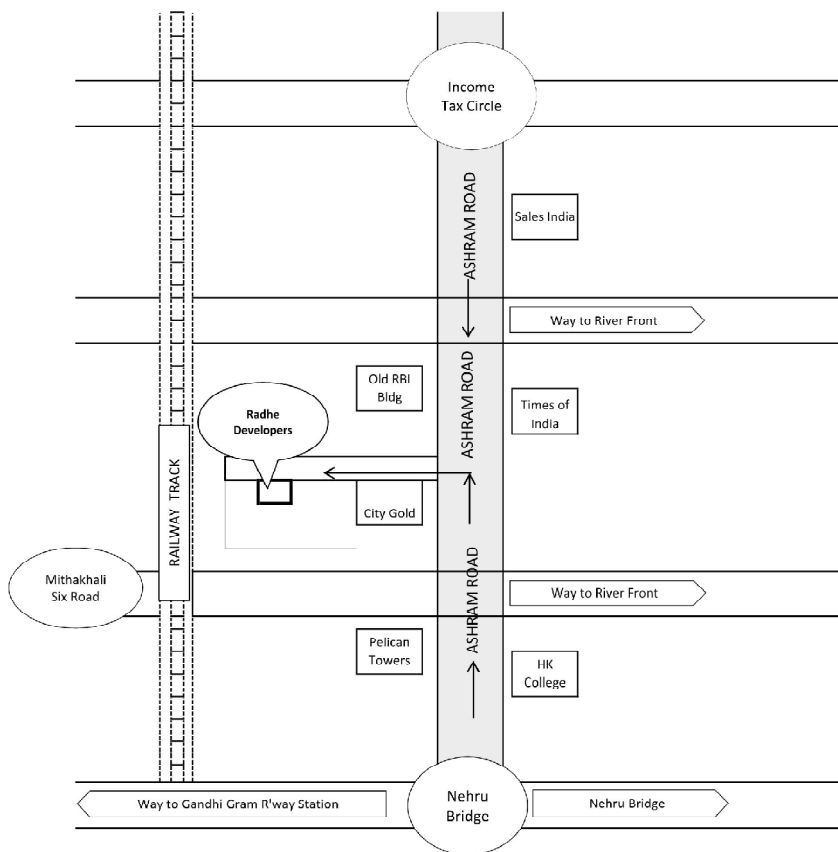 Income
Tax Circle
ASHRAM ROAD
Sales India
Way to River Front
Old RBI
Bldg
ASHRAM ROAD
Times of
India
Radhe
Developers
RAILWAY TRACK
City Gold
ASHRAM ROAD
Mithakhali
Six Road
Way to River Front
Pelican
Towers
HK
College
Way to Gandhi Gram R'way Station
Nehru
Bridge
Nehru Bridge